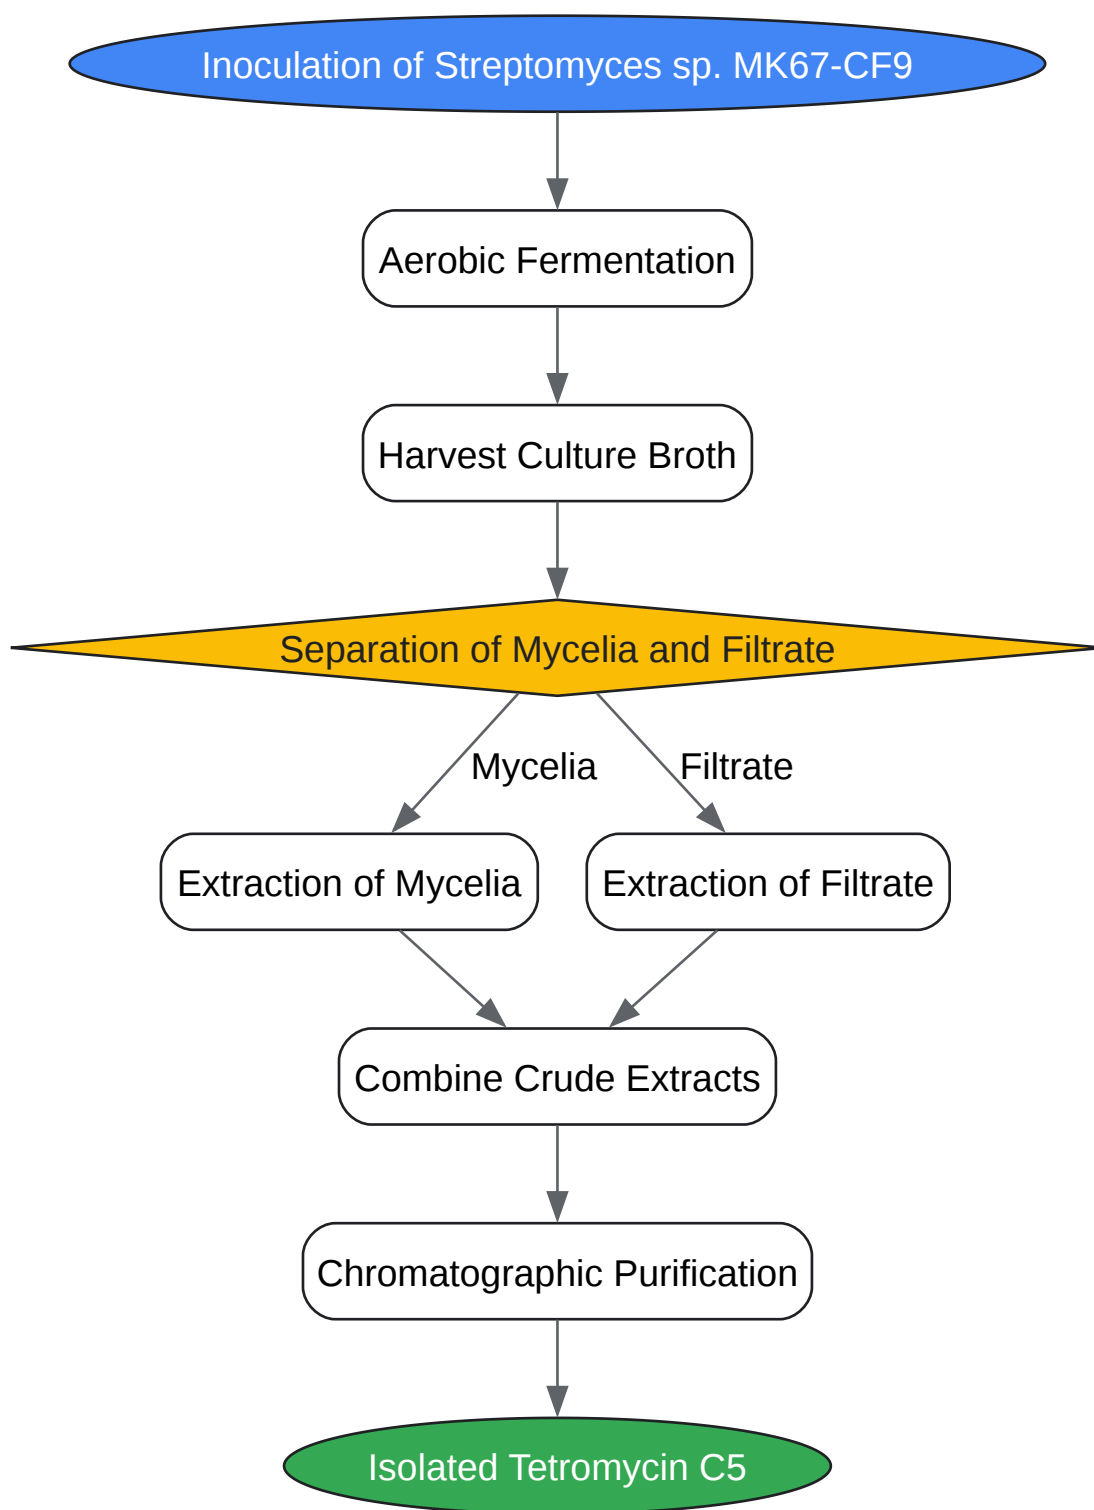 Inoculation of Streptomyces sp. MK67-CF9
Aerobic Fermentation
Harvest Culture Broth
Separation of Mycelia and Filtrate
Mycelia
Filtrate
Extraction of Mycelia
Extraction of Filtrate
Combine Crude Extracts
Chromatographic Purification
Isolated Tetromycin C5